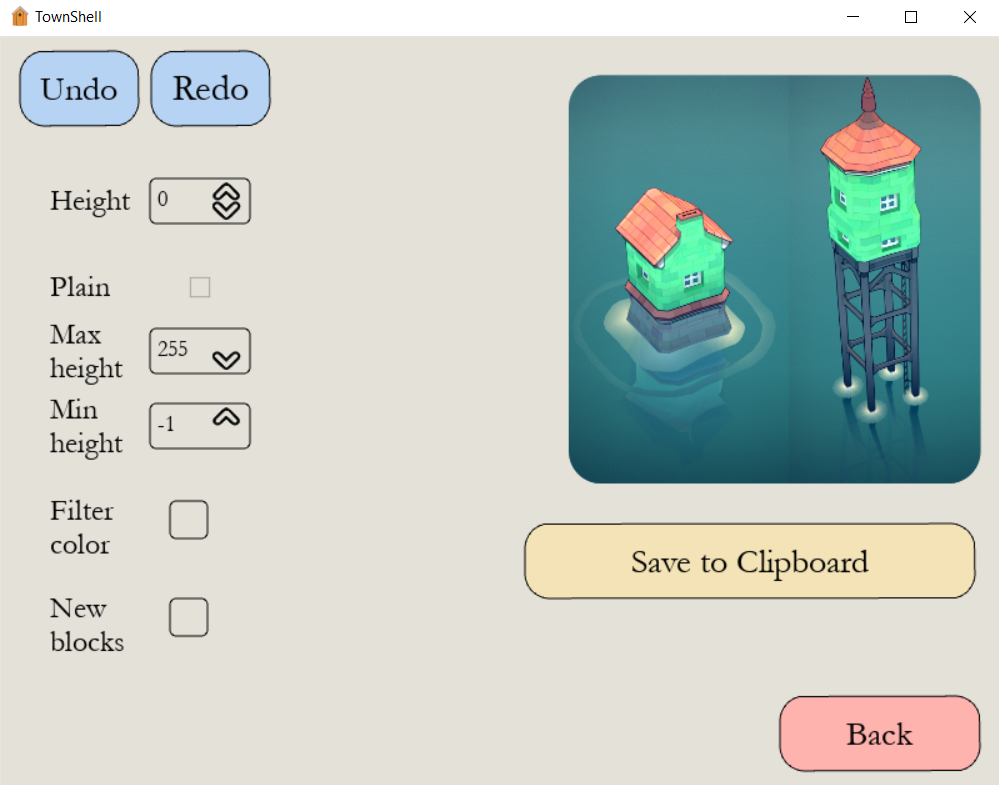 TownShell
Undo Redo
Height 0
Plain
Max
height 255
Min
height -1
Filter
color
New
blocks
Save to Clipboard
Back